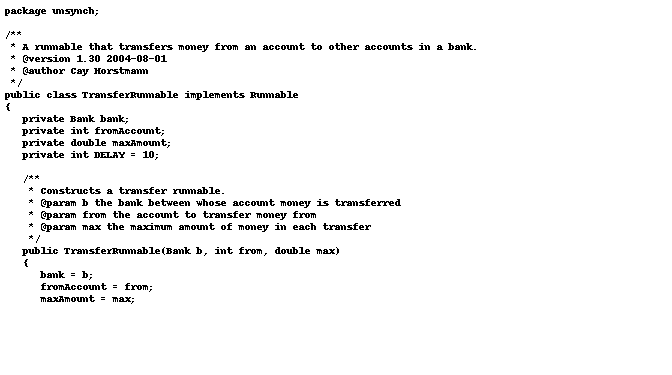 package unsynch;

/**
 * A runnable that transfers money from an account to other accounts in a bank.
 * @version 1.30 2004-08-01
 * @author Cay Horstmann
 */
public class TransferRunnable implements Runnable
{
   private Bank bank;
   private int fromAccount;
   private double maxAmount;
   private int DELAY = 10;

   /**
    * Constructs a transfer runnable.
    * @param b the bank between whose account money is transferred
    * @param from the account to transfer money from
    * @param max the maximum amount of money in each transfer
    */
   public TransferRunnable(Bank b, int from, double max)
   {
      bank = b;
      fromAccount = from;
      maxAmount = max;